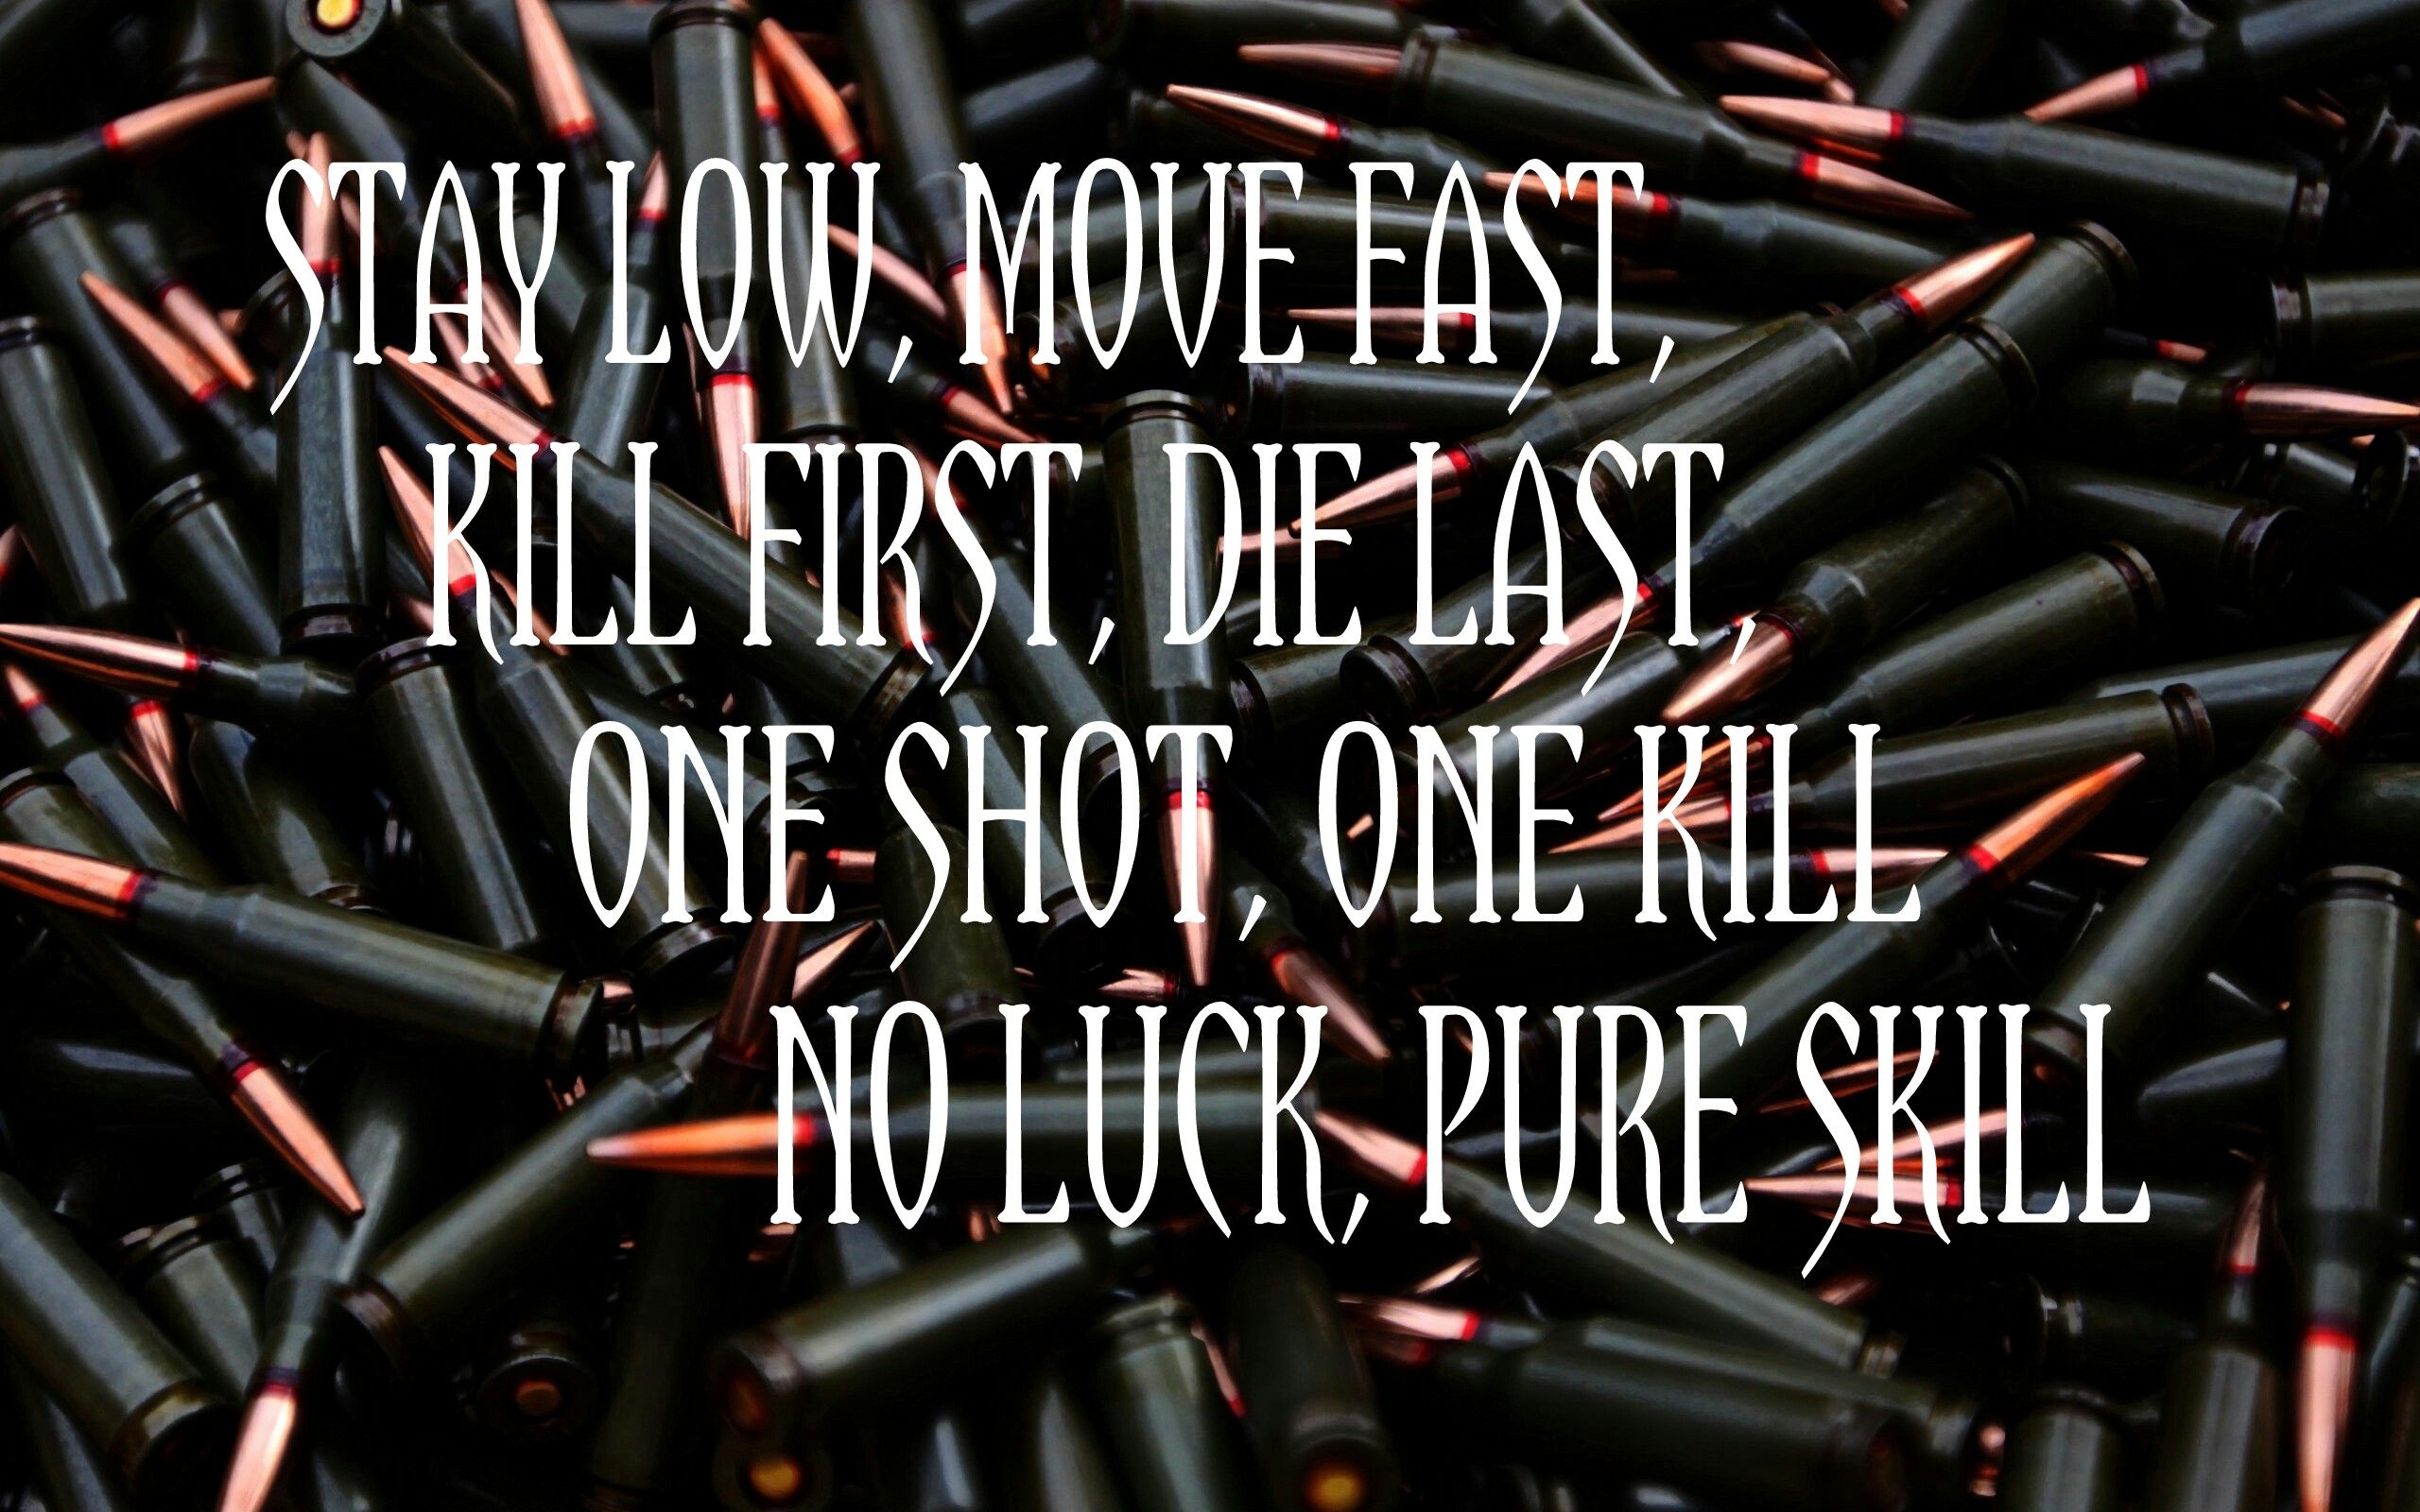 STAY LOW, MOVE FAST,
KILL FIRST, DIE LAST,
ONE SHOT, ONE KILL
NO LUCK, PURE SKILL